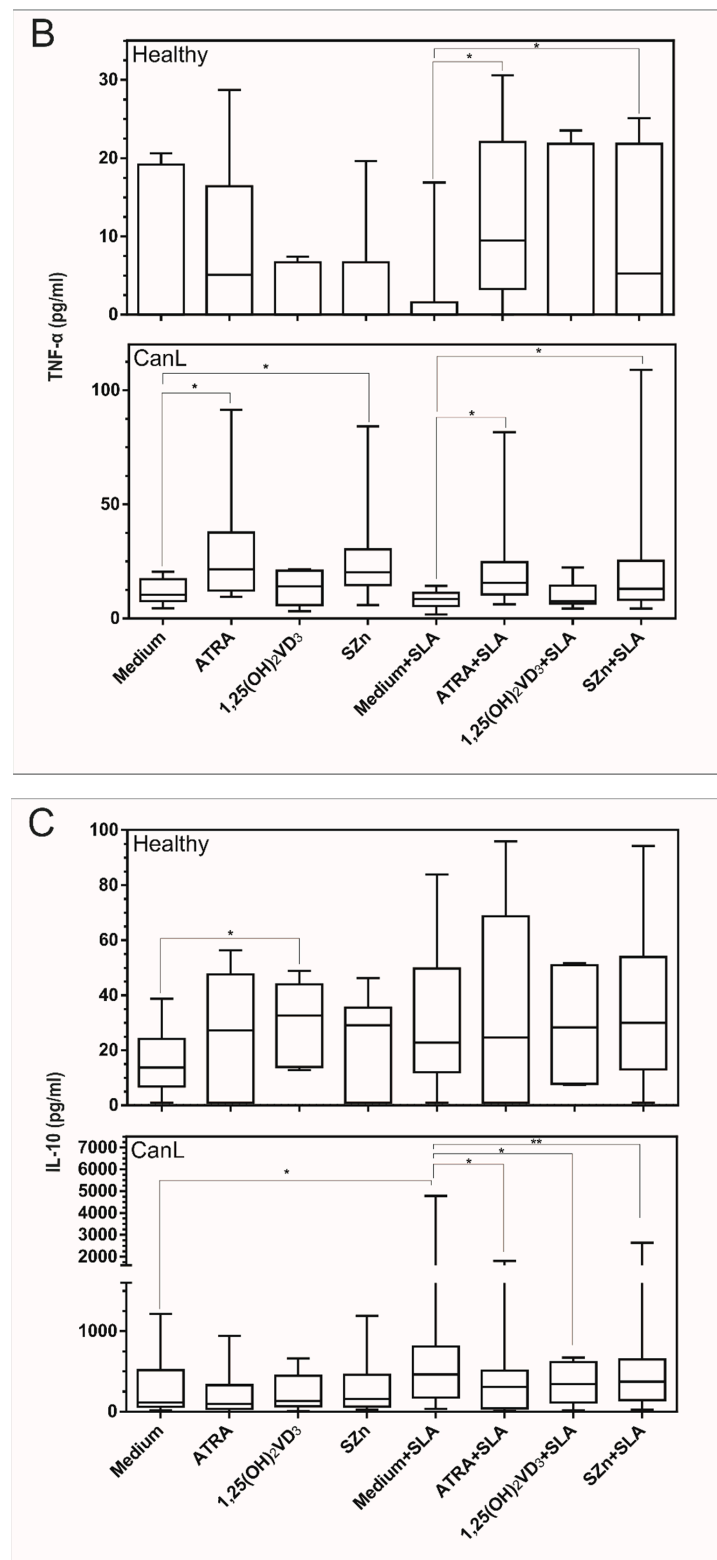 B
Healthy
30
20
10
0
TNF-α (pg/ml)
* *
CanL
100
50
0
* * * *
Medium
ATRA
1,25(OH)2VD3
SZn
Medium+SLA
ATRA+SLA
1,25(OH)2VD3+SLA
SZn+SLA
C
Healthy
100
80
60
40
20
0
*
IL-10 (pg/ml)
CanL
7000
6000
5000
4000
3000
2000
1000
0
* * * **
Medium
ATRA
1,25(OH)2VD3
SZn
Medium+SLA
ATRA+SLA
1,25(OH)2VD3+SLA
SZn+SLA